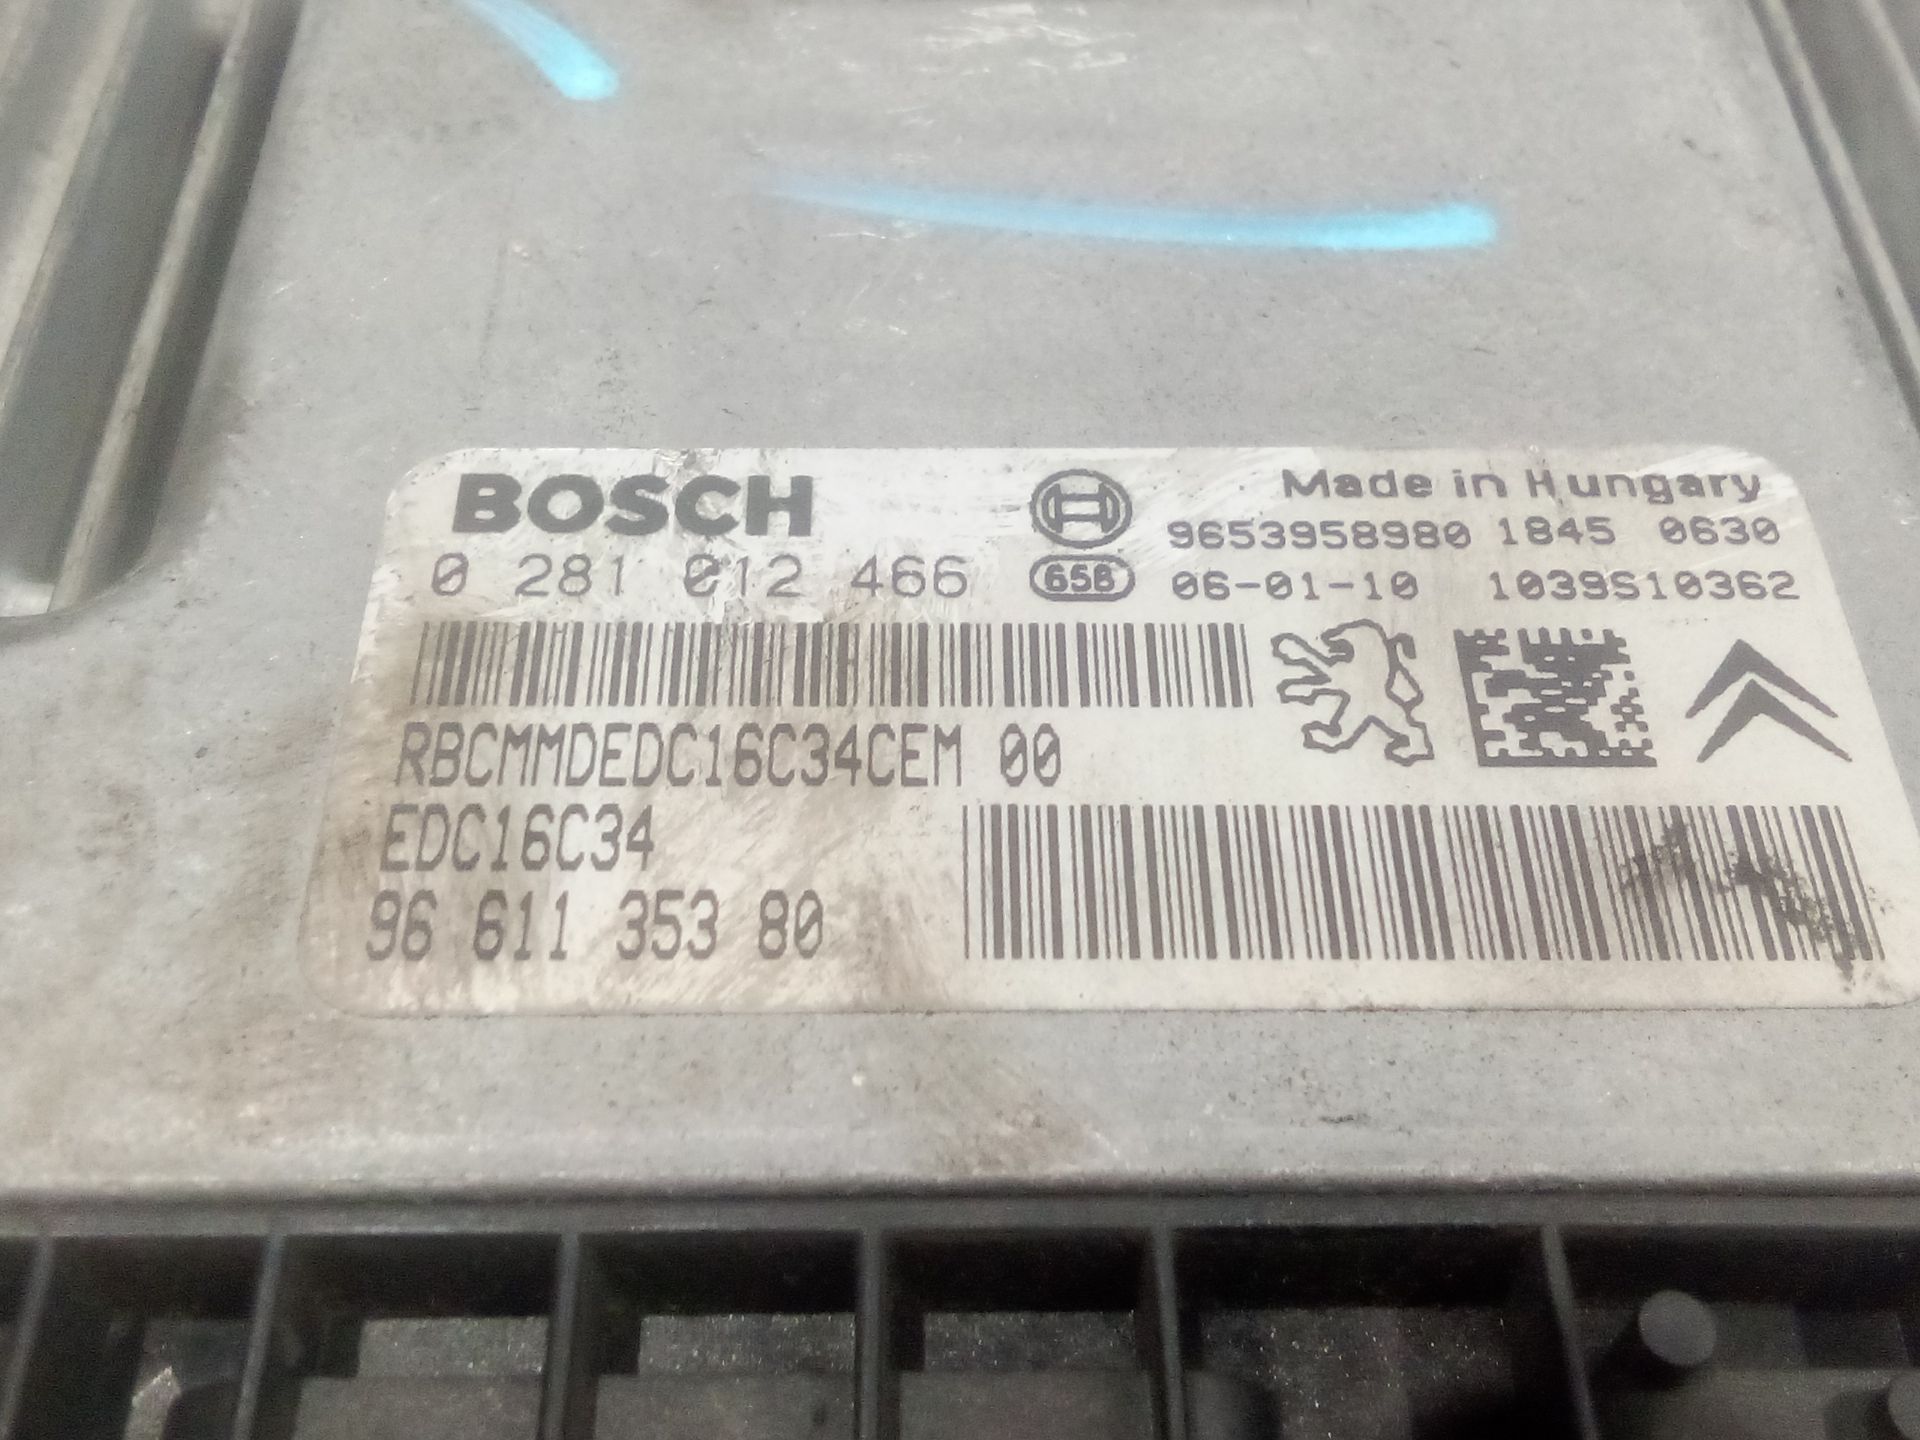 BOSCH
Made in Hungary
9653958980 1845 0630
0 281 012 466
658
06-01-10 1039S10362
RBCMMDEDC16C34CEM 00
EDC16C34
96 611 353 80